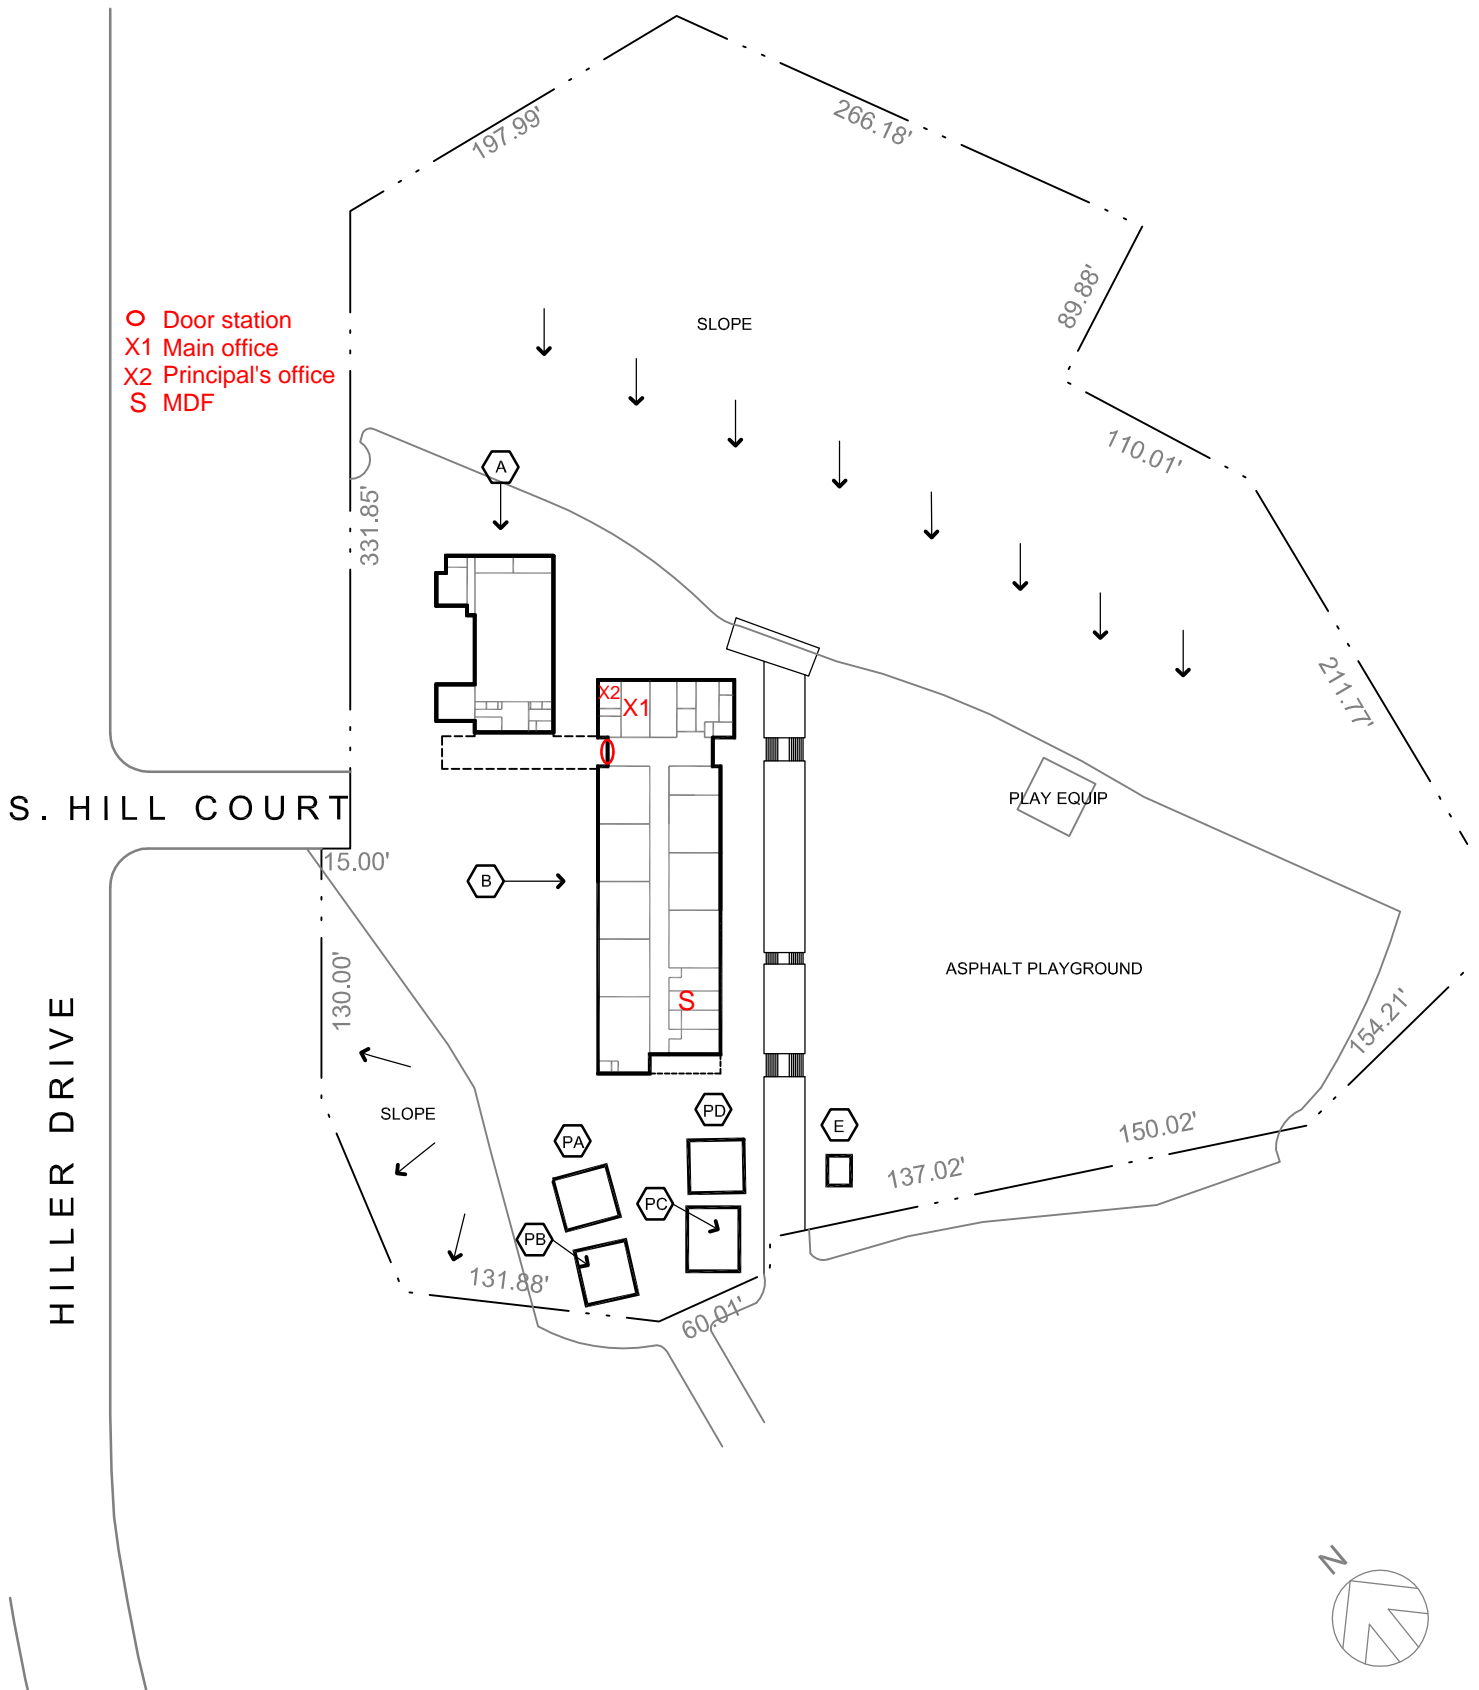 197.99'
266.18'
89.88'
SLOPE
O Door station
X1 Main office
X2 Principal's office
S MDF
110.01'
A
331.85'
211.77'
X2
X1
PLAY EQUIP
S. HILL COURT
15.00'
B
ASPHALT PLAYGROUND
130.00'
S
154.21'
HILLER DRIVE
SLOPE
PD
E
PA
150.02'
137.02'
PC
PB
131.88'
60.01'
N